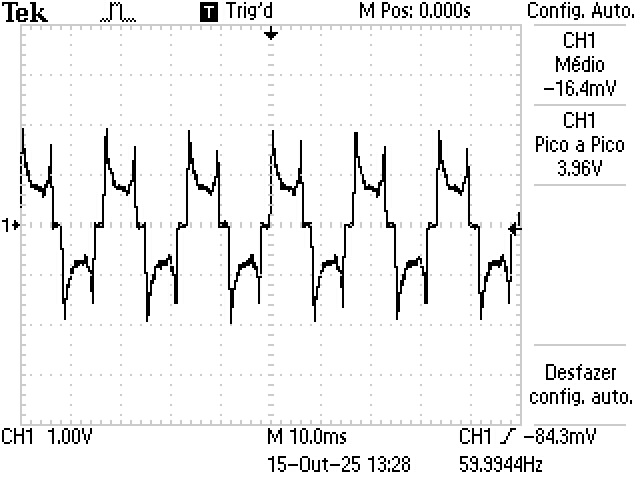 Tek T Trig'd M Pos: 0.000s Config. Auto.
CH1
Médio
-16.4mV
CH1
Pico a Pico
3.96V
1
Desfazer
config. auto.
CH1 1.00V M 10.0ms CH1 -84.3mV
15-Out-25 13:28 59.9944Hz